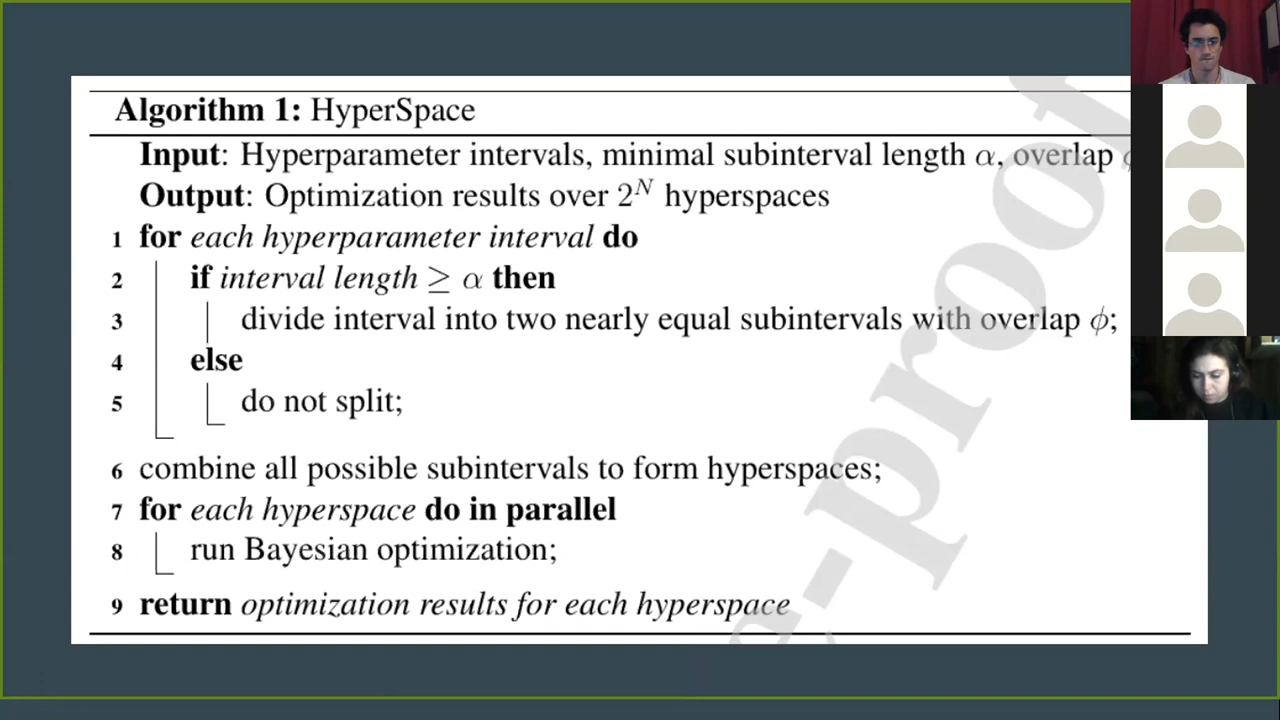 Algorithm 1: HyperSpace
Input: Hyperparameter intervals, minimal subinterval length α, overlap
Output: Optimization results over 2^N hyperspaces
1 for each hyperparameter interval do
2 if interval length ≥ α then
3 divide interval into two nearly equal subintervals with overlap ϕ;
4 else
5 do not split;
6 combine all possible subintervals to form hyperspaces;
7 for each hyperspace do in parallel
8 run Bayesian optimization;
9 return optimization results for each hyperspace
-proof